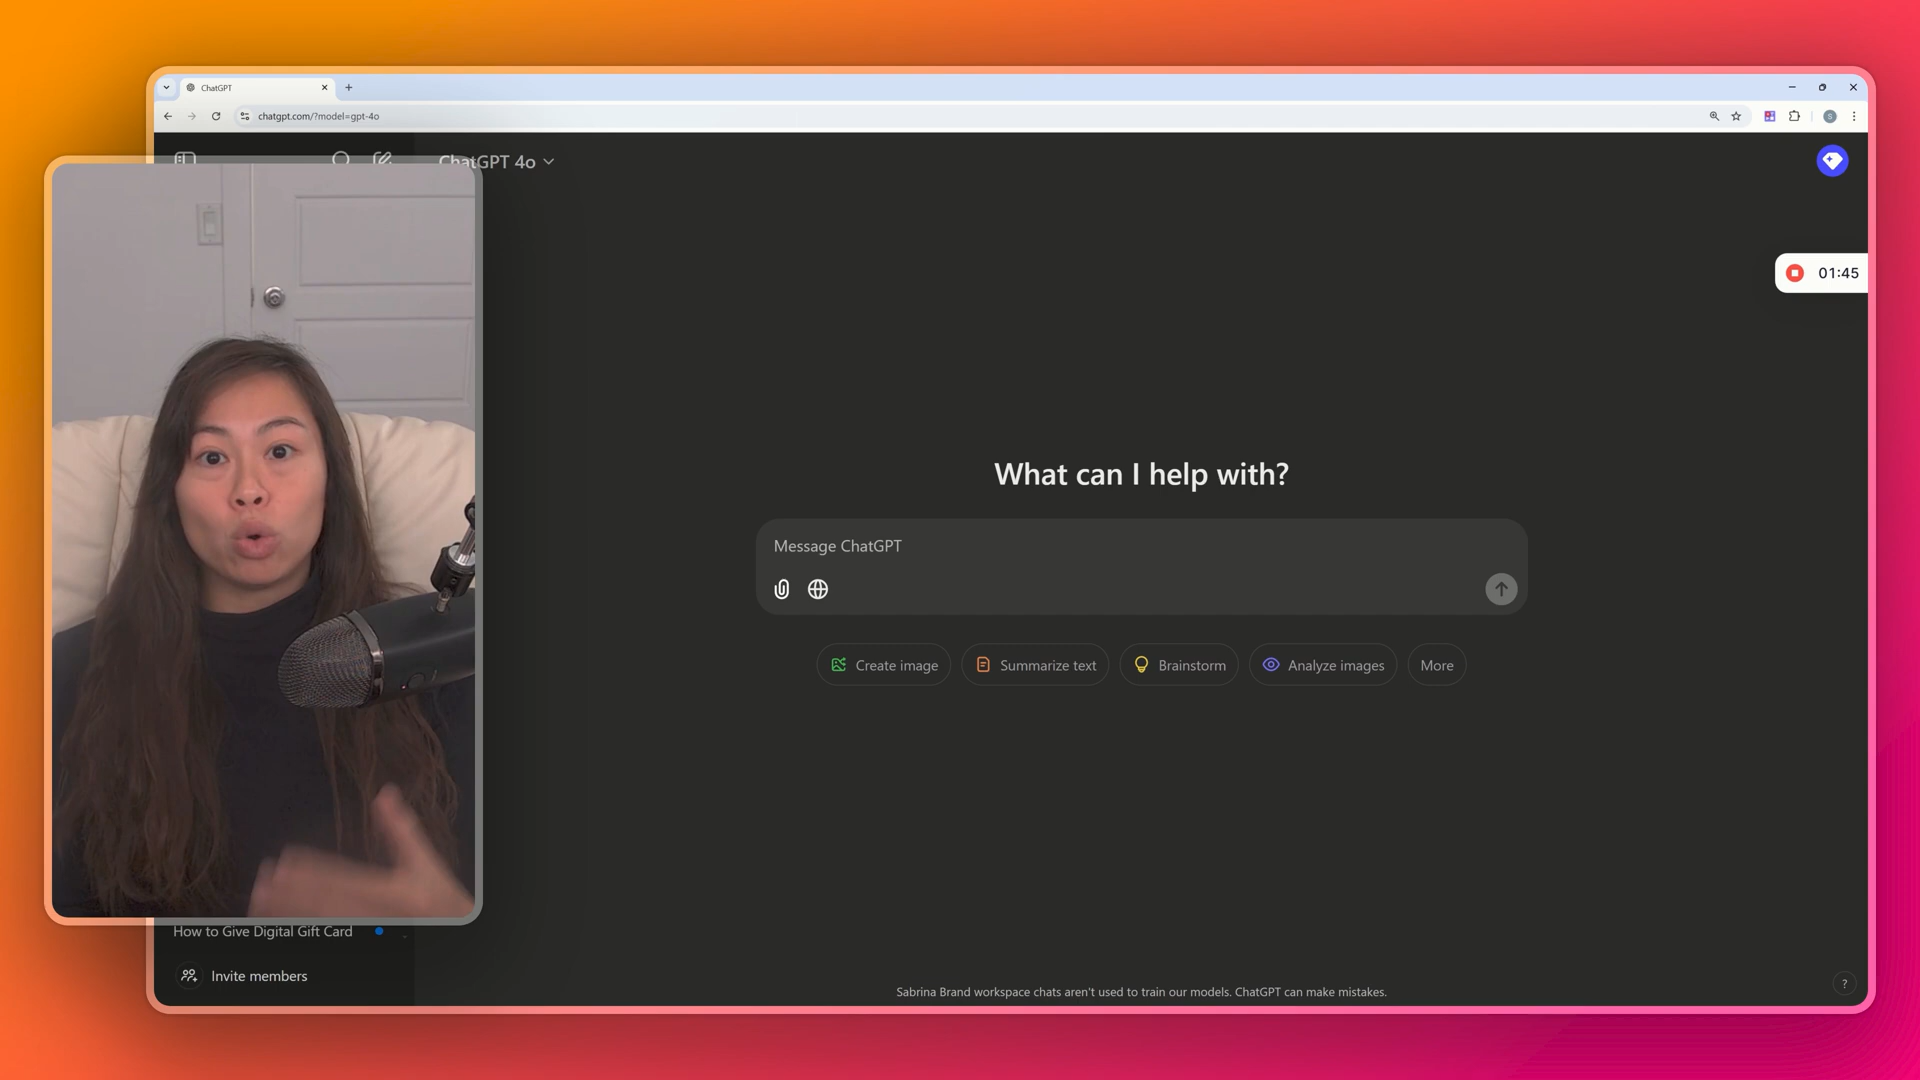 ChatGPT
chatgpt.com/?model=gpt-4o
S
ChatGPT 4o
01:45
What can I help with?
Message ChatGPT
Create image
Summarize text
Brainstorm
Analyze images
More
How to Give Digital Gift Card
Invite members
Sabrina Brand workspace chats aren't used to train our models. ChatGPT can make mistakes.
?